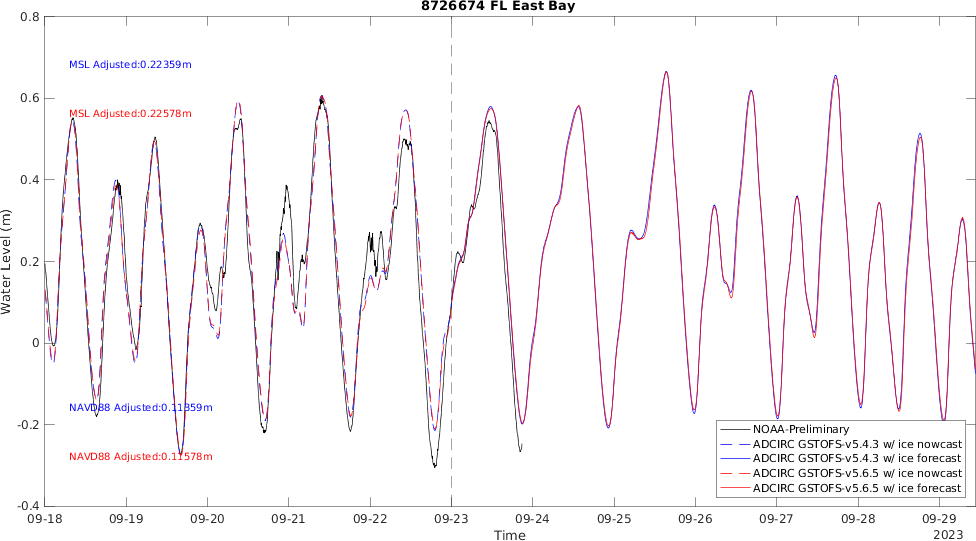 8726674 FL East Bay
0.8
MSL Adjusted:0.22359m
0.6
MSL Adjusted:0.22578m
0.4
Water Level (m)
0.2
0
-0.2
NAVD88 Adjusted:0.11359m
NAVD88 Adjusted:0.11578m
-0.4
NOAA-Preliminary
ADCIRC GSTOFS-v5.4.3 w/ ice nowcast
ADCIRC GSTOFS-v5.4.3 w/ ice forecast
ADCIRC GSTOFS-v5.6.5 w/ ice nowcast
ADCIRC GSTOFS-v5.6.5 w/ ice forecast
09-18 09-19 09-20 09-21 09-22 09-23 09-24 09-25 09-26 09-27 09-28 09-29
Time
2023